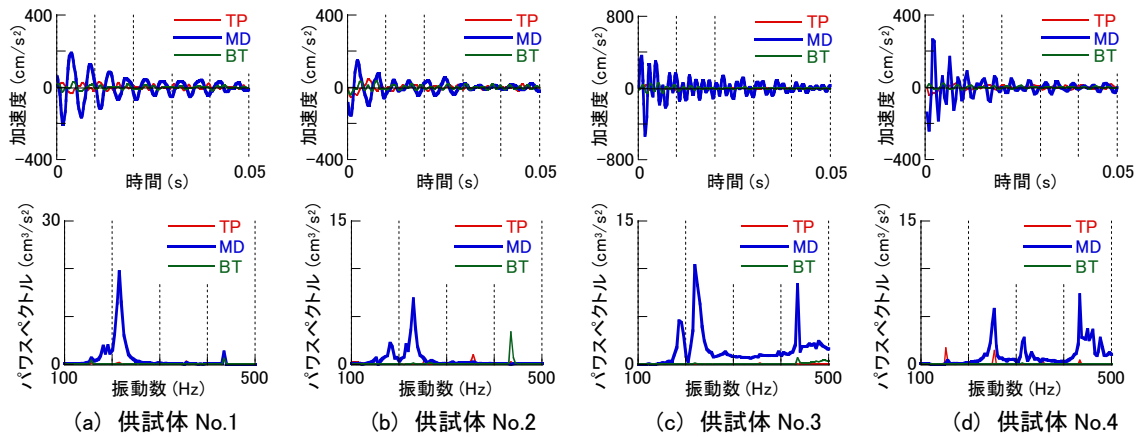 400
加速度 (cm/s²)
0
−400
TP
MD
BT
0
0.05
時間 (s)
400
加速度 (cm/s²)
0
−400
TP
MD
BT
0
0.05
時間 (s)
800
加速度 (cm/s²)
0
−800
TP
MD
BT
0
0.05
時間 (s)
400
加速度 (cm/s²)
0
−400
TP
MD
BT
0
0.05
時間 (s)
30
パワスペクトル (cm³/s²)
0
TP
MD
BT
100
500
振動数 (Hz)
(a) 供試体 No.1
15
パワスペクトル (cm³/s²)
0
TP
MD
BT
100
500
振動数 (Hz)
(b) 供試体 No.2
15
パワスペクトル (cm³/s²)
0
TP
MD
BT
100
500
振動数 (Hz)
(c) 供試体 No.3
15
パワスペクトル (cm³/s²)
0
TP
MD
BT
100
500
振動数 (Hz)
(d) 供試体 No.4